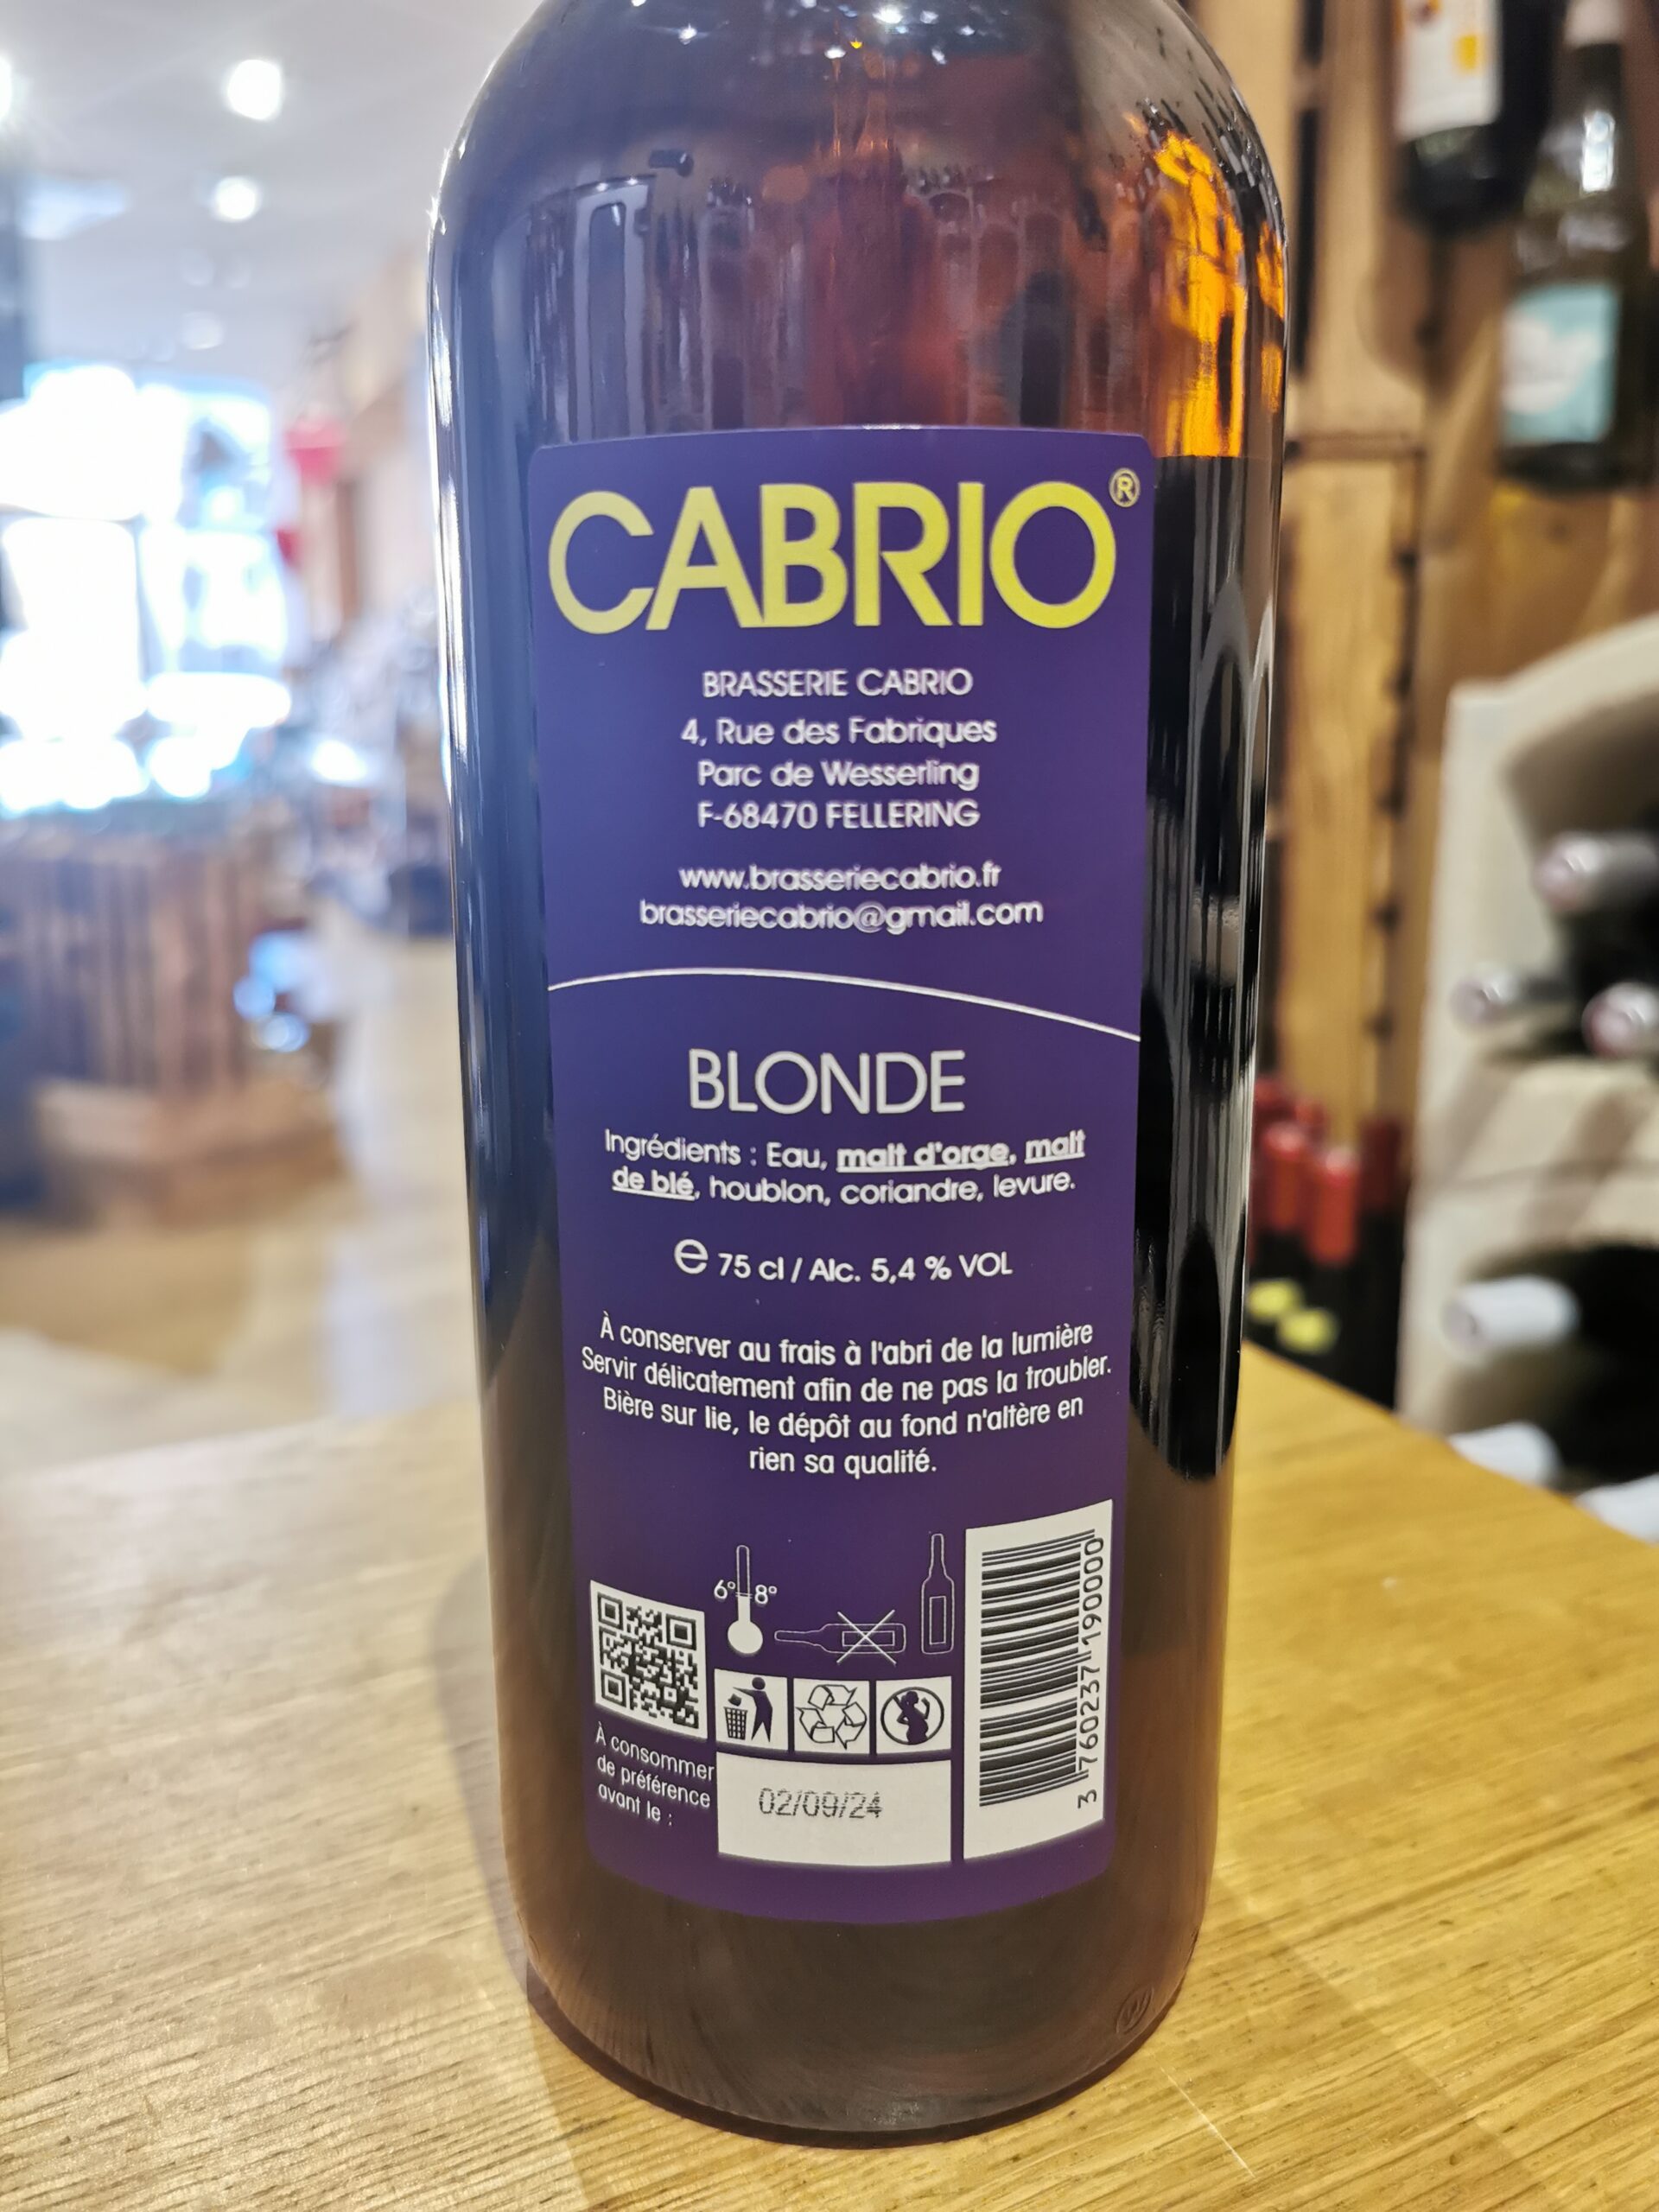 CABRIO®
BRASSERIE CABRIO
4, Rue des Fabriques
Parc de Wesserling
F-68470 FELLERING
www.brasseriecabrio.fr
brasseriecabrio@gmail.com
BLONDE
Ingrédients : Eau, malt d'orge, malt
de blé, houblon, coriandre, levure.
℮ 75 cl / Alc. 5,4 % VOL
À conserver au frais à l'abri de la lumière
Servir délicatement afin de ne pas la troubler.
Bière sur lie, le dépôt au fond n'altère en
rien sa qualité.
6° 8°
À consommer
de préférence
avant le :
02/09/24
3 760237 190000